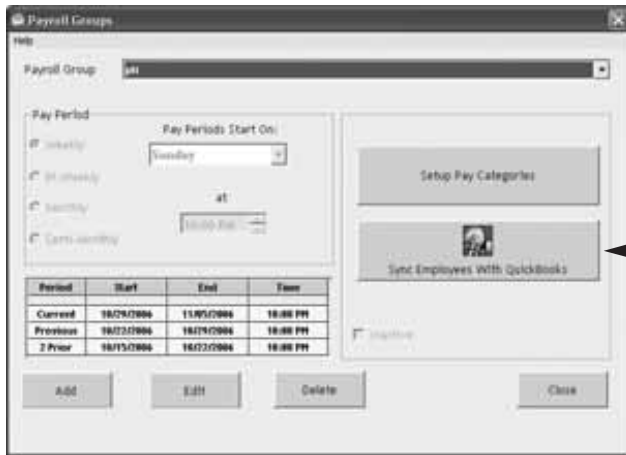 Payroll Groups
Help
Payroll Group
Pay Period
Pay Periods Start On:
Weekly
Sunday
Bi-weekly
at
Monthly
10:00 PM
Semi-monthly
Setup Pay Categories
Sync Employees With QuickBooks
Inactive
Period Start End Time
Current 10/29/2006 11/05/2006 10:00 PM
Previous 10/22/2006 10/29/2006 10:00 PM
2 Prior 10/15/2006 10/22/2006 10:00 PM
Add Edit Delete Close